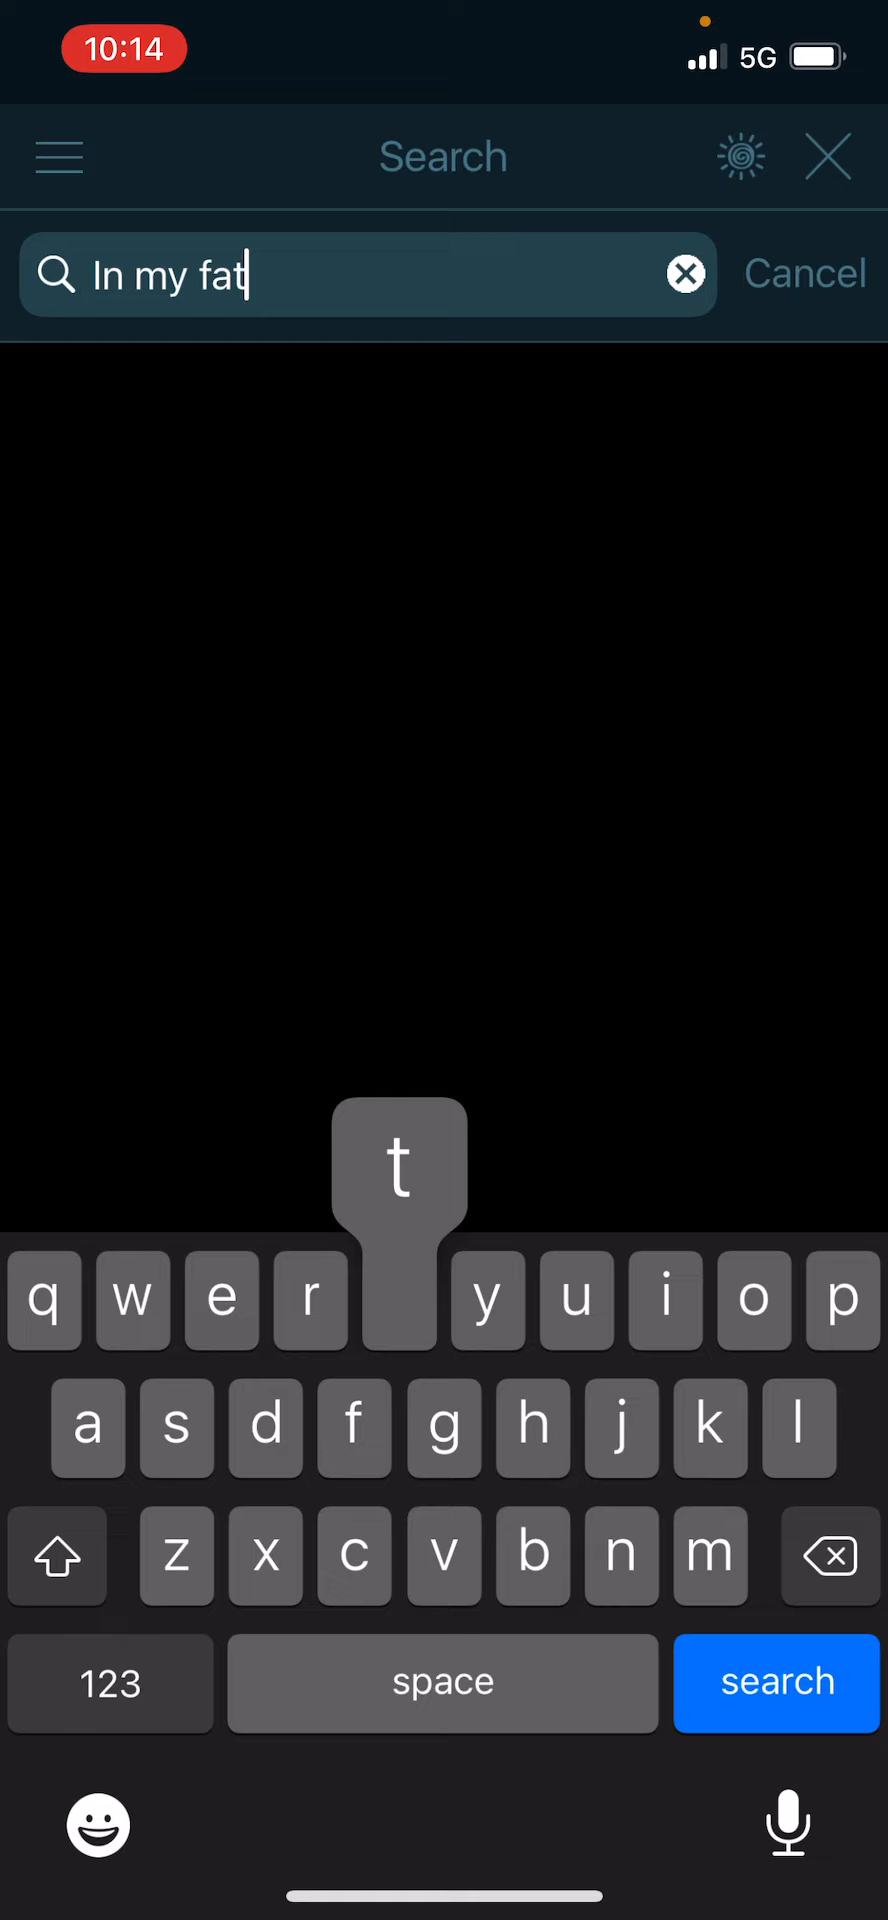 10:14
5G
Search
In my fat
Cancel
t
q w e r y u i o p
a s d f g h j k l
z x c v b n m
123 space search